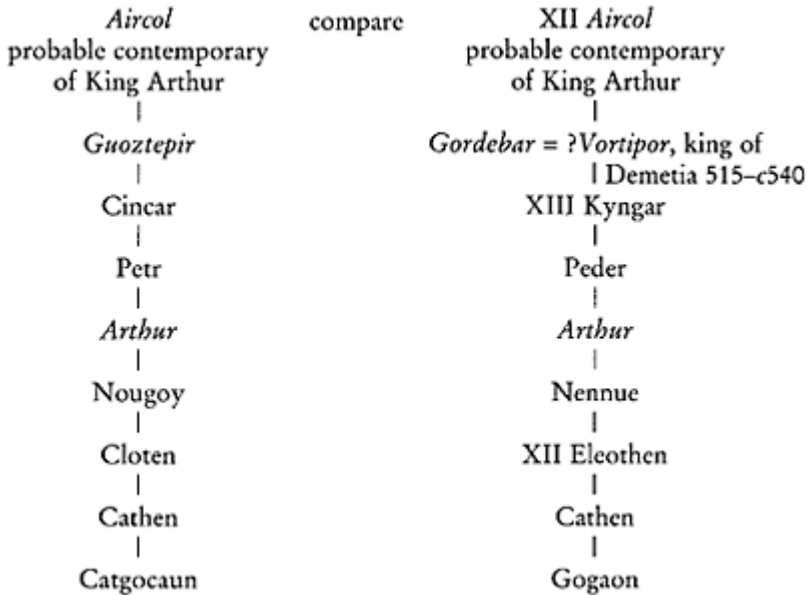 Aircol compare XII Aircol
probable contemporary probable contemporary
of King Arthur of King Arthur
Guoztepir Gordebar = ?Vortipor, king of
Demetia 515–c540
Cincar XIII Kyngar
Petr Peder
Arthur Arthur
Nougoy Nennue
Cloten XII Eleothen
Cathen Cathen
Catgocaun Gogaon